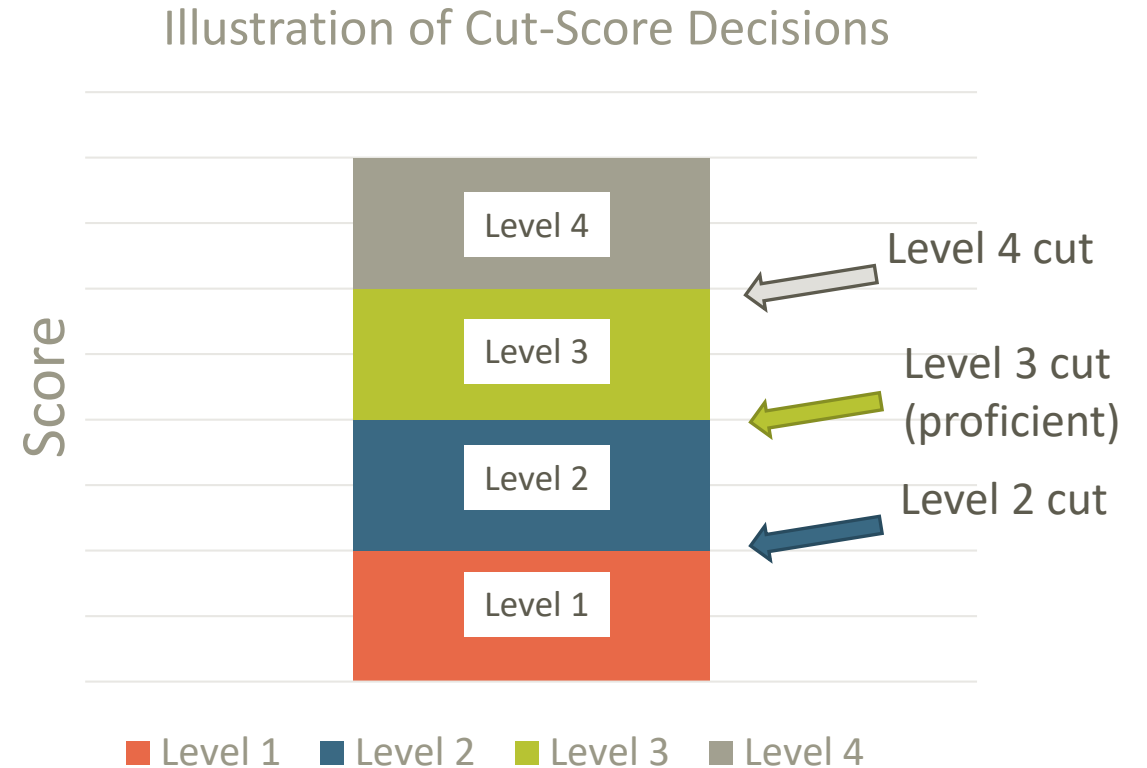 Illustration of Cut-Score Decisions
Score
Level 4
Level 3
Level 2
Level 1
Level 4 cut
Level 3 cut
(proficient)
Level 2 cut
Level 1 Level 2 Level 3 Level 4